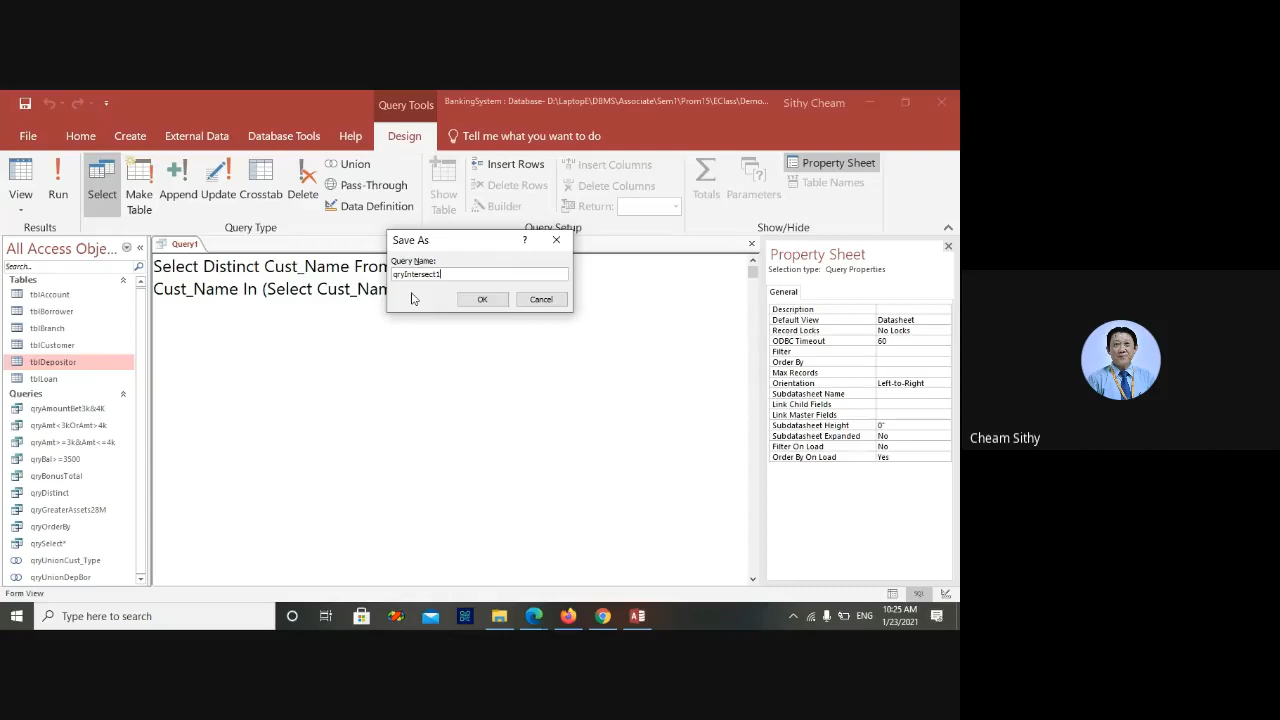 Query Tools
BankingSystem : Database- D:\LaptopE\DBMS\Associate\Sem1\Prom15\EClass\Demo...
Sithy Cheam
File
Home
Create
External Data
Database Tools
Help
Design
Tell me what you want to do
View
Run
Select
Make Table
Append
Update
Crosstab
Delete
Union
Pass-Through
Data Definition
Show Table
Insert Rows
Delete Rows
Builder
Insert Columns
Delete Columns
Return:
Totals
Parameters
Property Sheet
Table Names
Results
Query Type
Query Setup
Show/Hide
All Access Obje...
Search...
Tables
tblAccount
tblBorrower
tblBranch
tblCustomer
tblDepositor
tblLoan
Queries
qryAmountBet3k&4K
qryAmt<3kOrAmt>4k
qryAmt>=3k&Amt<=4k
qryBal>=3500
qryBonusTotal
qryDistinct
qryGreaterAssets28M
qryOrderBy
qrySelect*
qryUnionCust_Type
qryUnionDepBor
Query1
Select Distinct Cust_Name From
Cust_Name In (Select Cust_Nam
Save As
?
Query Name:
qryIntersect1
OK
Cancel
Property Sheet
Selection type: Query Properties
General
Description
Default View Datasheet
Record Locks No Locks
ODBC Timeout 60
Filter
Order By
Max Records
Orientation Left-to-Right
Subdatasheet Name
Link Child Fields
Link Master Fields
Subdatasheet Height 0"
Subdatasheet Expanded No
Filter On Load No
Order By On Load Yes
Form View
SQL
Type here to search
ENG
10:25 AM
1/23/2021
Cheam Sithy